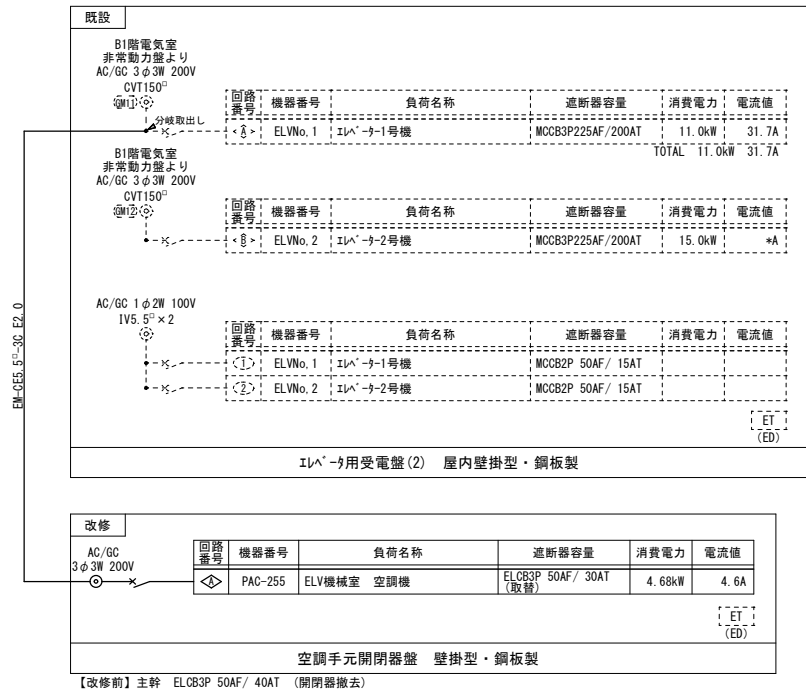 既設
B1階電気室
非常動力盤より
AC/GC 3φ3W 200V
CVT150□
GM11
分岐取出し
回路番号 機器番号 負荷名称 遮断器容量 消費電力 電流値
A ELVNo.1 エレベーター1号機 MCCB3P225AF/200AT 11.0kW 31.7A
TOTAL 11.0kW 31.7A
B1階電気室
非常動力盤より
AC/GC 3φ3W 200V
CVT150□
GM12
回路番号 機器番号 負荷名称 遮断器容量 消費電力 電流値
B ELVNo.2 エレベーター2号機 MCCB3P225AF/200AT 15.0kW *A
AC/GC 1φ2W 100V
IV5.5□×2
回路番号 機器番号 負荷名称 遮断器容量 消費電力 電流値
1 ELVNo.1 エレベーター1号機 MCCB2P 50AF/ 15AT
2 ELVNo.2 エレベーター2号機 MCCB2P 50AF/ 15AT
ET
(ED)
エレベータ用受電盤(2) 屋内壁掛型・鋼板製
EM-CE5.5□-3C E2.0
改修
AC/GC
3φ3W 200V
回路番号 機器番号 負荷名称 遮断器容量 消費電力 電流値
A PAC-255 ELV機械室 空調機 ELCB3P 50AF/ 30AT (取替) 4.68kW 4.6A
ET
(ED)
空調手元開閉器盤 壁掛型・鋼板製
【改修前】主幹 ELCB3P 50AF/ 40AT (開閉器撤去)